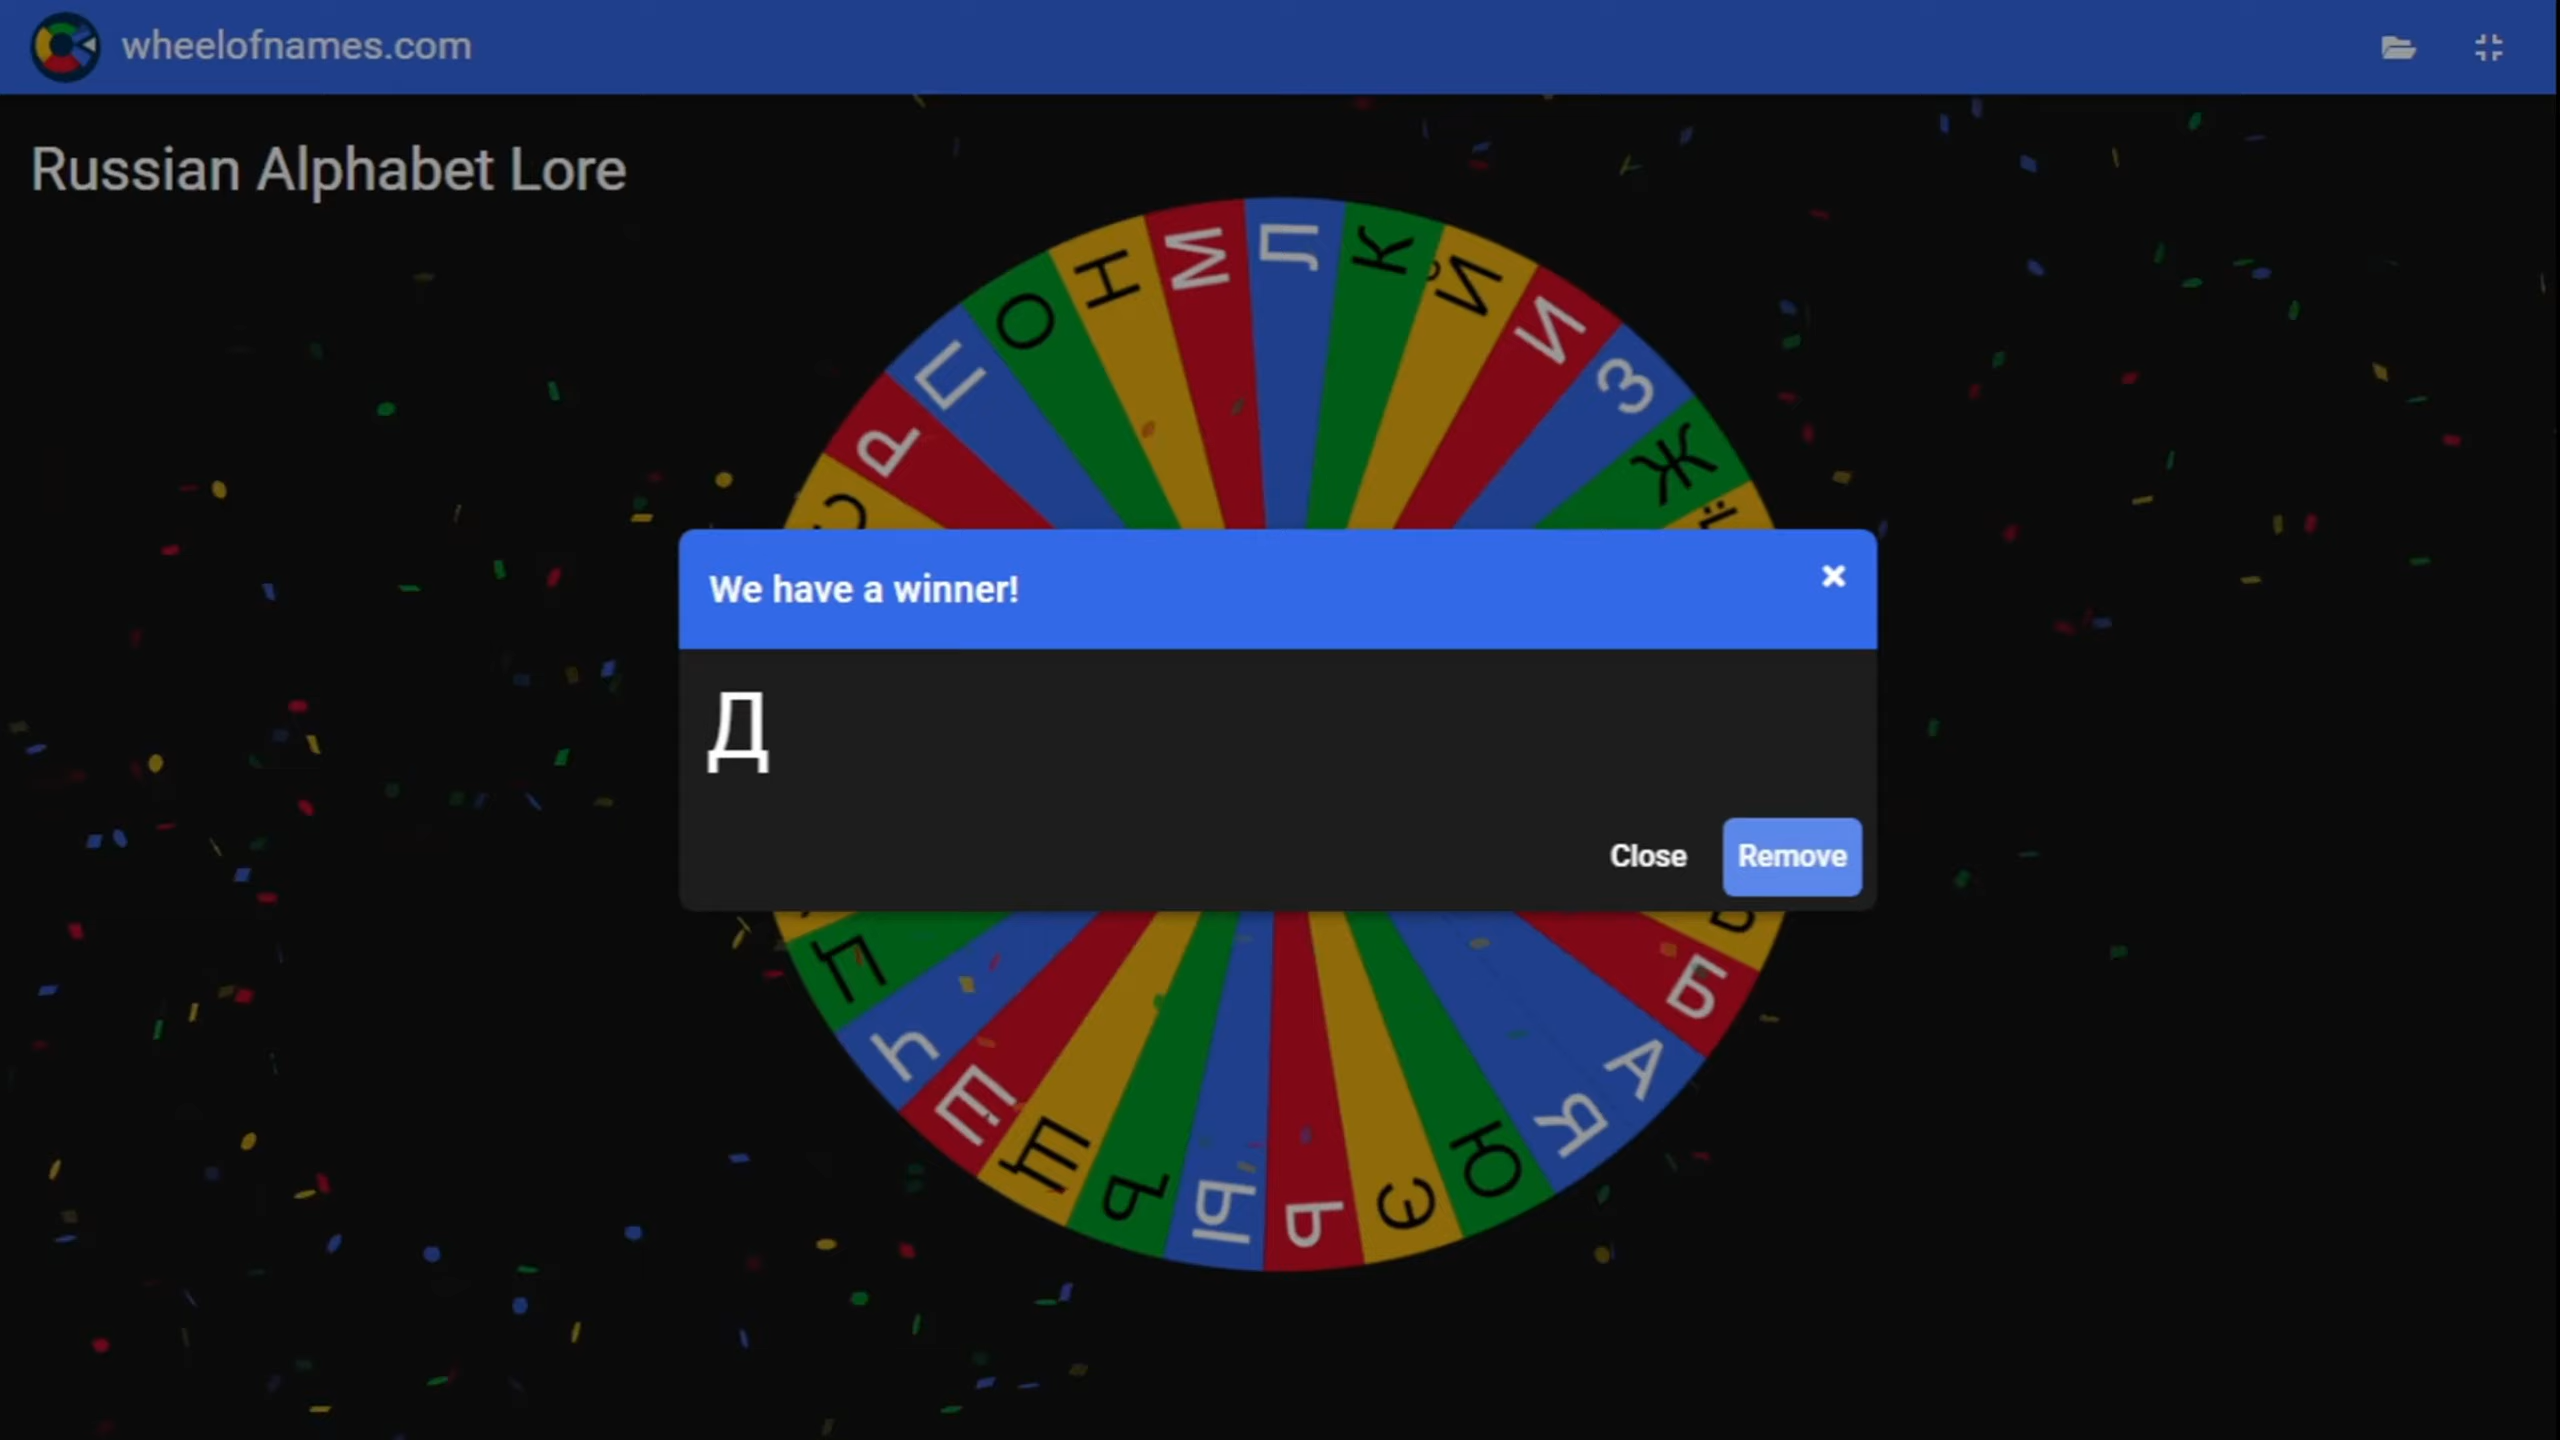 wheelofnames.com
Russian Alphabet Lore
С
Р
П
О
Н
М
Л
К
Й
И
З
Ж
Ё
We have a winner!
Д
Close
Remove
Ц
Ч
Ш
Щ
Ъ
Ы
Ь
Э
Ю
Я
А
Б
В